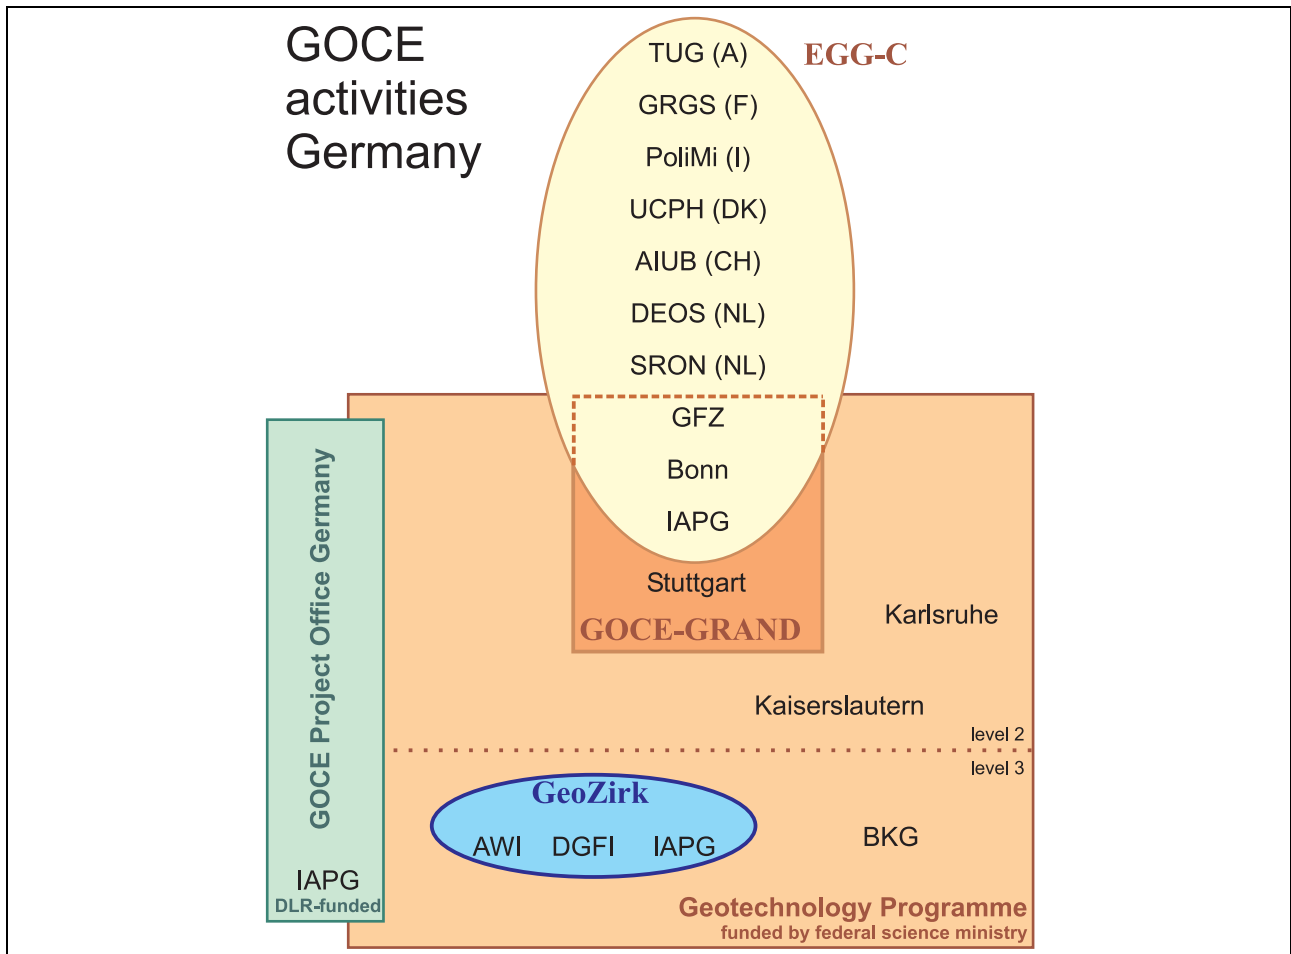 GOCE
activities
Germany
TUG (A)
EGG-C
GRGS (F)
PoliMi (I)
UCPH (DK)
AIUB (CH)
DEOS (NL)
SRON (NL)
GFZ
Bonn
IAPG
Stuttgart
GOCE-GRAND
Karlsruhe
Kaiserslautern
level 2
level 3
GOCE Project Office Germany
IAPG
DLR-funded
GeoZirk
AWI DGFI IAPG
BKG
Geotechnology Programme
funded by federal science ministry